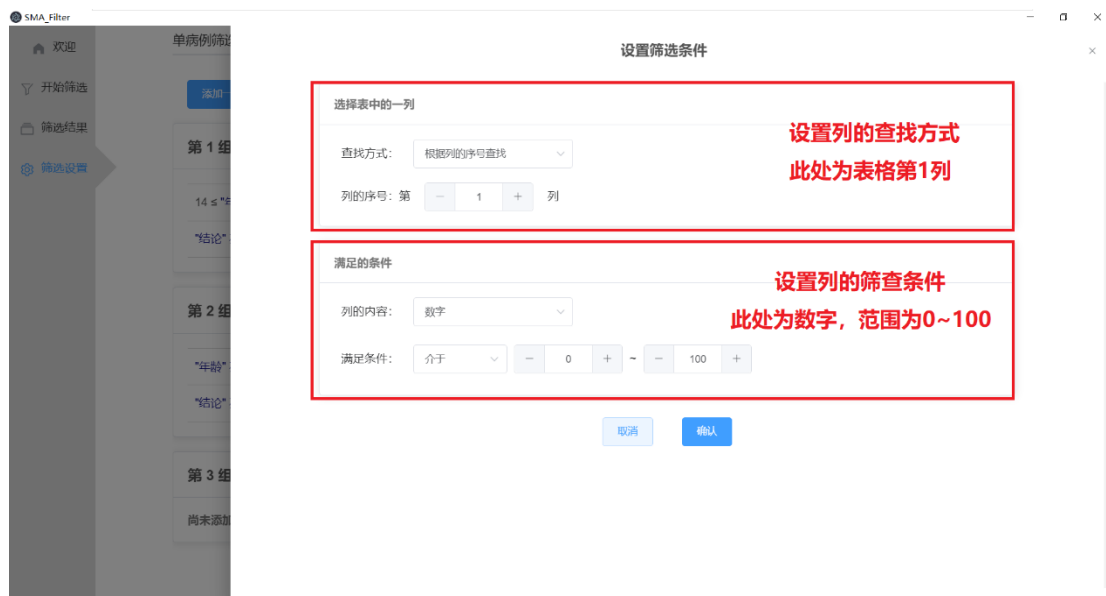 SMA_Filter
欢迎
开始筛选
筛选结果
筛选设置
单病例筛
添加一
第 1 组
14 ≤ "年
"结论"
第 2 组
"年龄"
"结论"
第 3 组
尚未添加
设置筛选条件
选择表中的一列
查找方式: 根据列的序号查找
列的序号: 第 1 列
设置列的查找方式
此处为表格第1列
满足的条件
列的内容: 数字
满足条件: 介于 0 ~ 100
设置列的筛查条件
此处为数字，范围为0~100
取消 确认